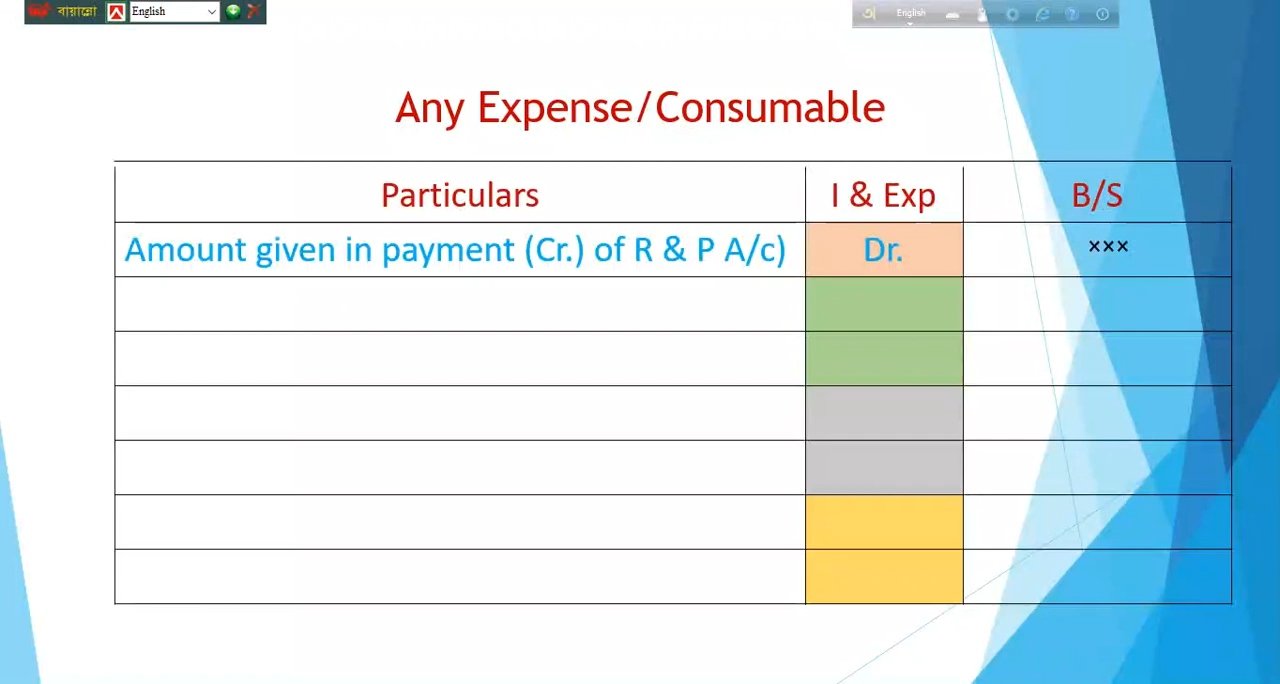 বায়ান্নো English
অ English
Any Expense/Consumable
Particulars I & Exp B/S
Amount given in payment (Cr.) of R & P A/c) Dr. ×××